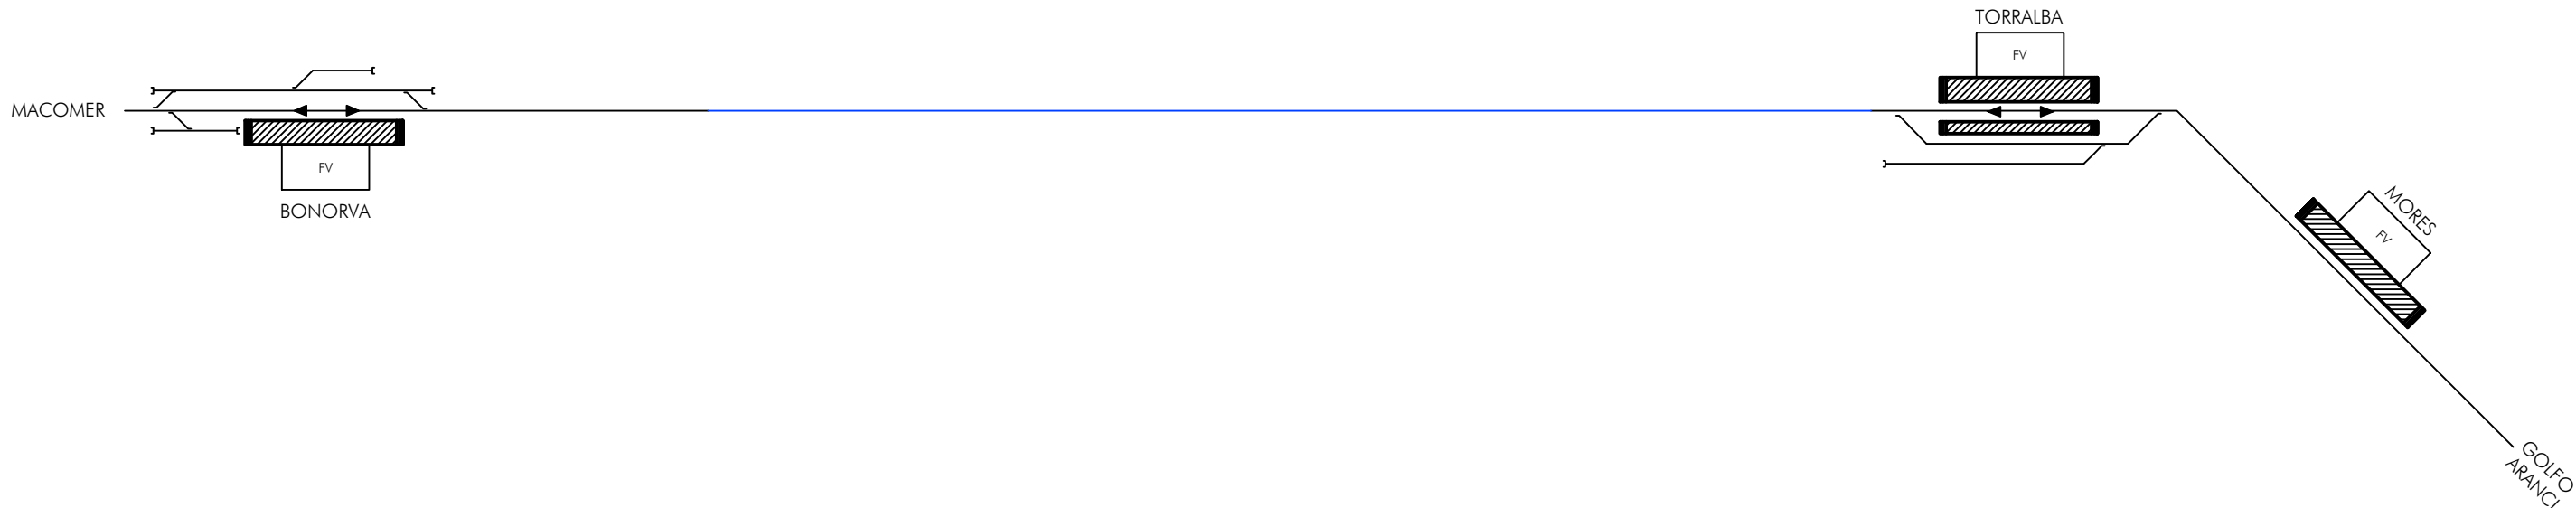 MACOMER
FV
BONORVA
TORRALBA
FV
MORES
FV
GOLFO
ARANCI